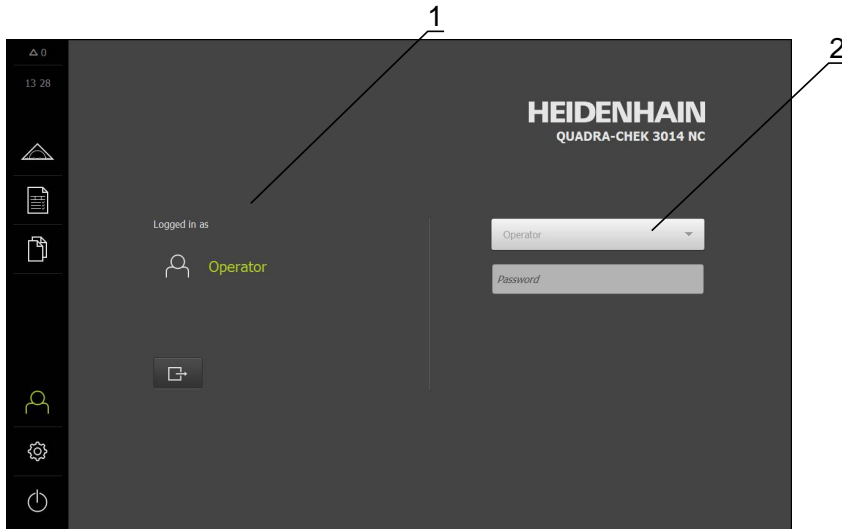 1
2
△ 0
13 28
HEIDENHAIN
QUADRA-CHEK 3014 NC
Logged in as
Operator
Operator
Password